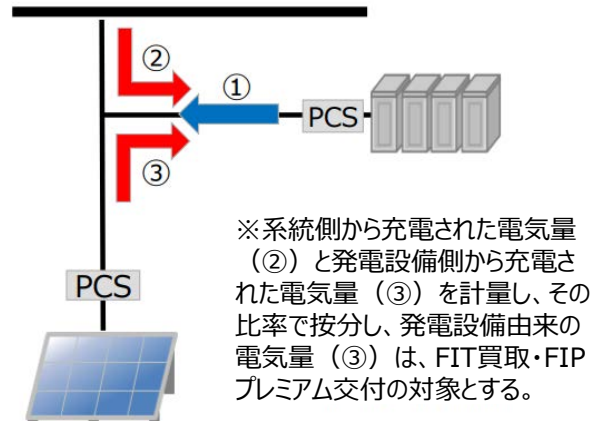 ②
①
PCS
③
※系統側から充電された電気量
（②）と発電設備側から充電さ
れた電気量（③）を計量し、その
比率で按分し、発電設備由来の
電気量（③）は、FIT買取・FIP
プレミアム交付の対象とする。
PCS